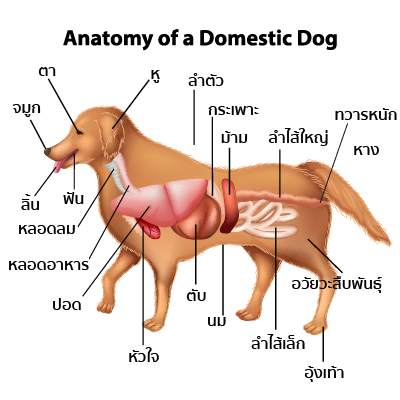 Anatomy of a Domestic Dog
ตา
หู
ลำตัว
จมูก
กระเพาะ
ม้าม
ลำไส้ใหญ่
ทวารหนัก
หาง
ลิ้น
ฟัน
หลอดลม
หลอดอาหาร
ปอด
หัวใจ
ตับ
นม
ลำไส้เล็ก
อวัยวะสืบพันธุ์
อุ้งเท้า